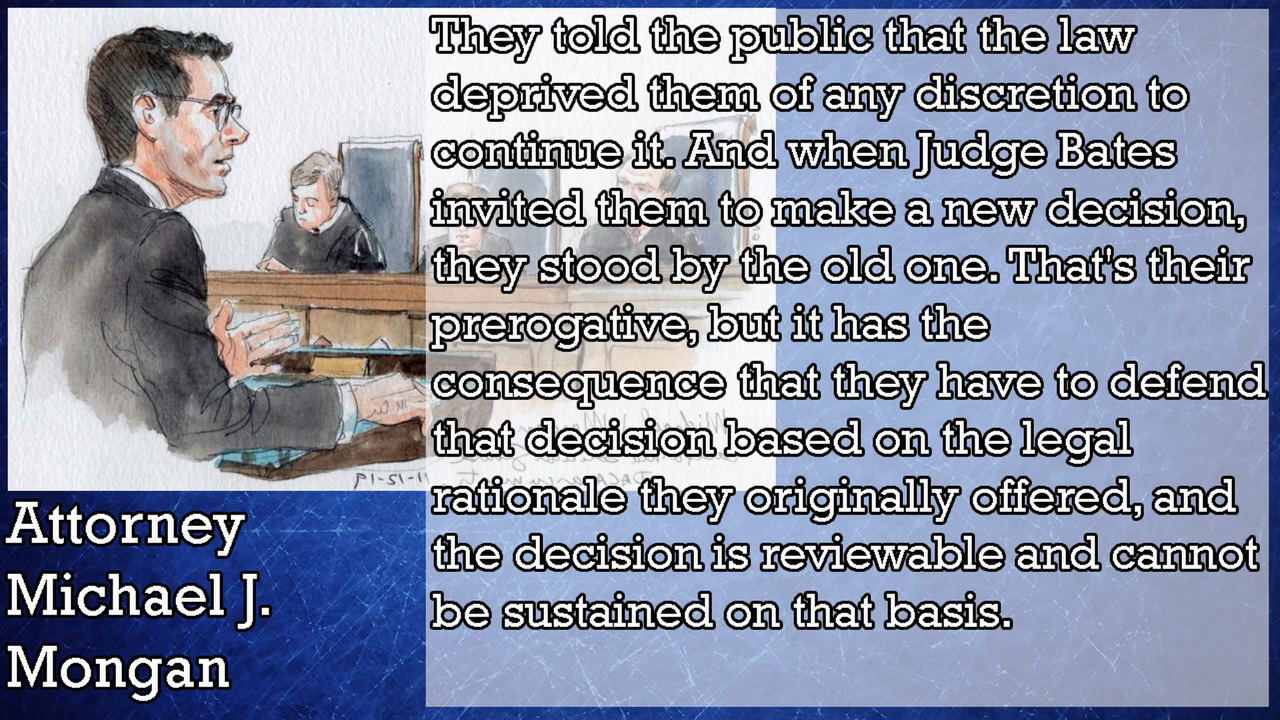 They told the public that the law
deprived them of any discretion to
continue it. And when Judge Bates
invited them to make a new decision,
they stood by the old one. That's their
prerogative, but it has the
consequence that they have to defend
that decision based on the legal
rationale they originally offered, and
the decision is reviewable and cannot
be sustained on that basis.
Attorney
Michael J.
Mongan